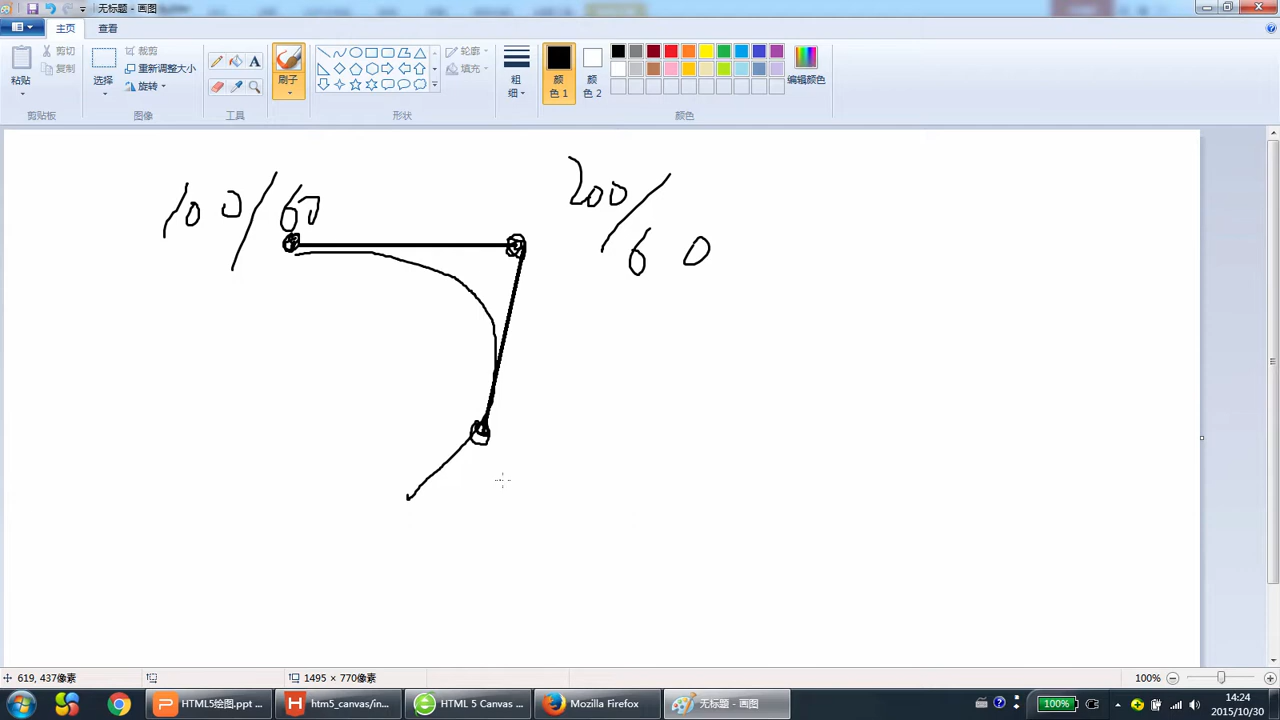 无标题 - 画图
主页 查看
粘贴 剪切 复制
选择 裁剪 重新调整大小 旋转
A
刷子
轮廓 填充
粗细
颜色 1
颜色 2
编辑颜色
剪贴板 图像 工具 形状 颜色
100/60
200/
60
619, 437像素 1495 × 770像素 100%
HTML5绘图.ppt ... htm5_canvas/in... HTML 5 Canvas ... Mozilla Firefox 无标题 - 画图 100% 14:24
2015/10/30